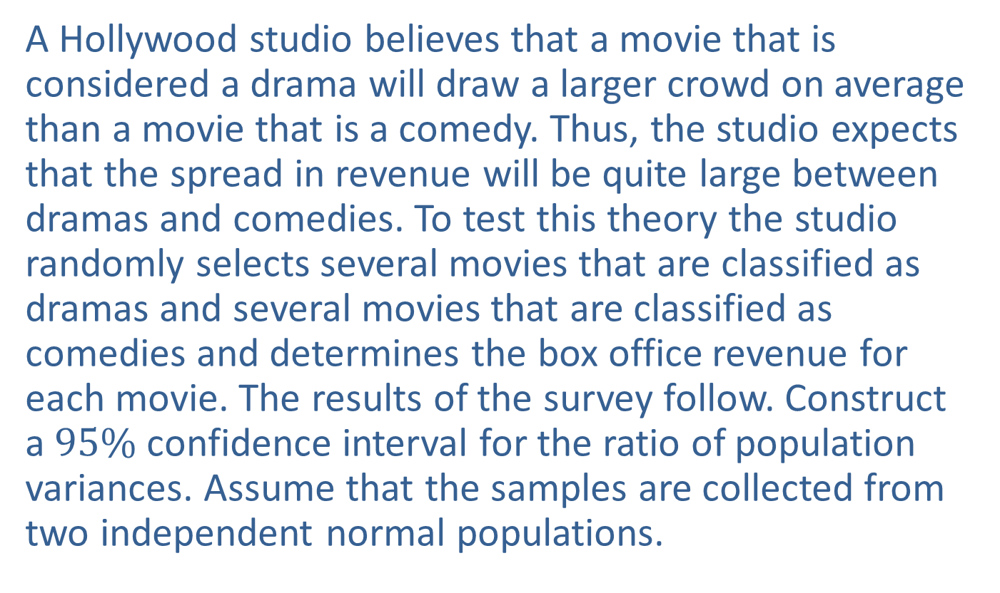 A Hollywood studio believes that a movie that is
considered a drama will draw a larger crowd on average
than a movie that is a comedy. Thus, the studio expects
that the spread in revenue will be quite large between
dramas and comedies. To test this theory the studio
randomly selects several movies that are classified as
dramas and several movies that are classified as
comedies and determines the box office revenue for
each movie. The results of the survey follow. Construct
a 95% confidence interval for the ratio of population
variances. Assume that the samples are collected from
two independent normal populations.